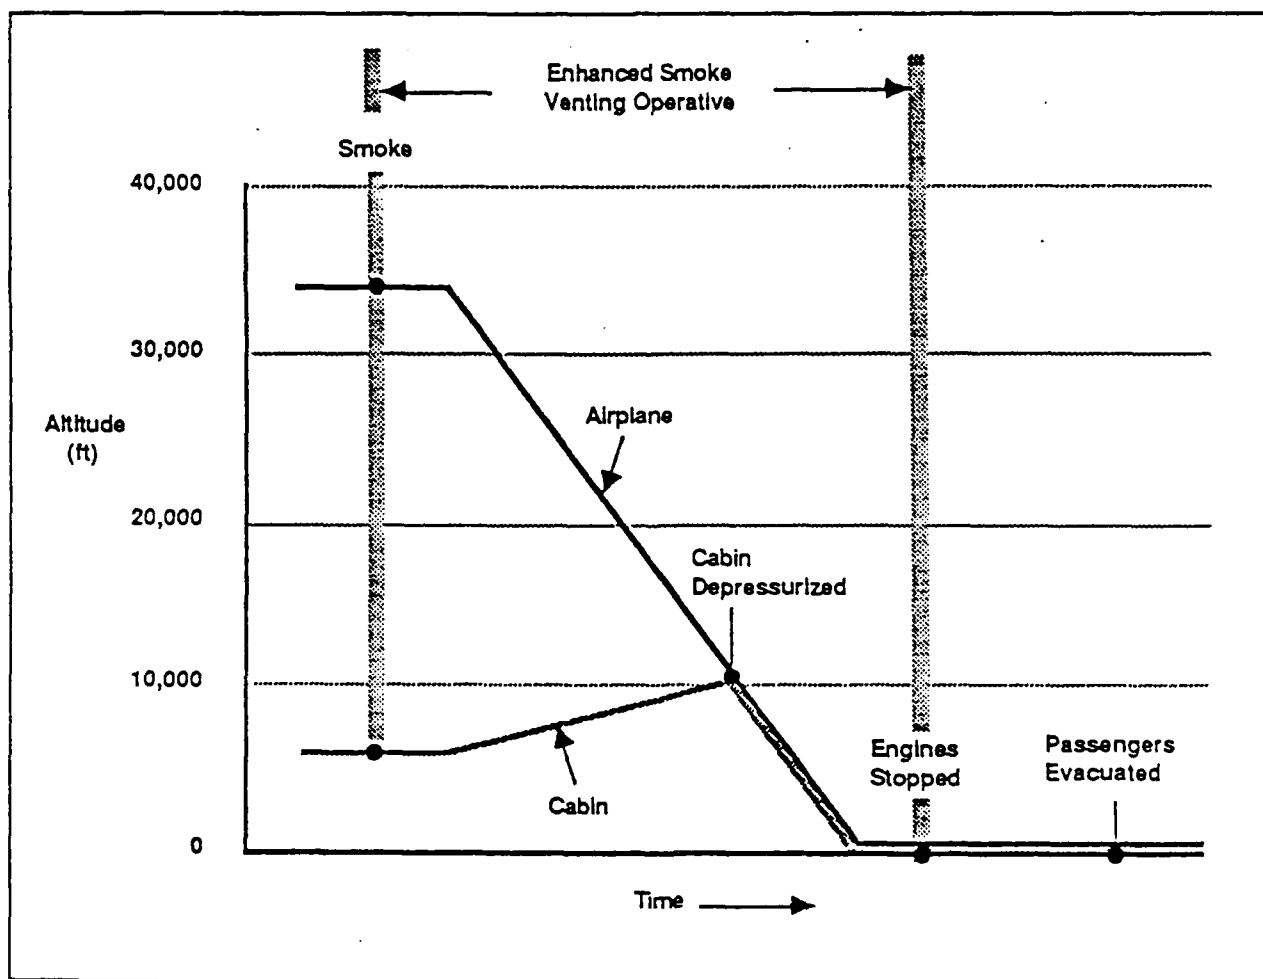 Enhanced Smoke
Venting Operative
Smoke
40,000
30,000
Altitude
(ft)
Airplane
20,000
Cabin
Depressurized
10,000
Engines
Stopped
Passengers
Evacuated
Cabin
0
Time